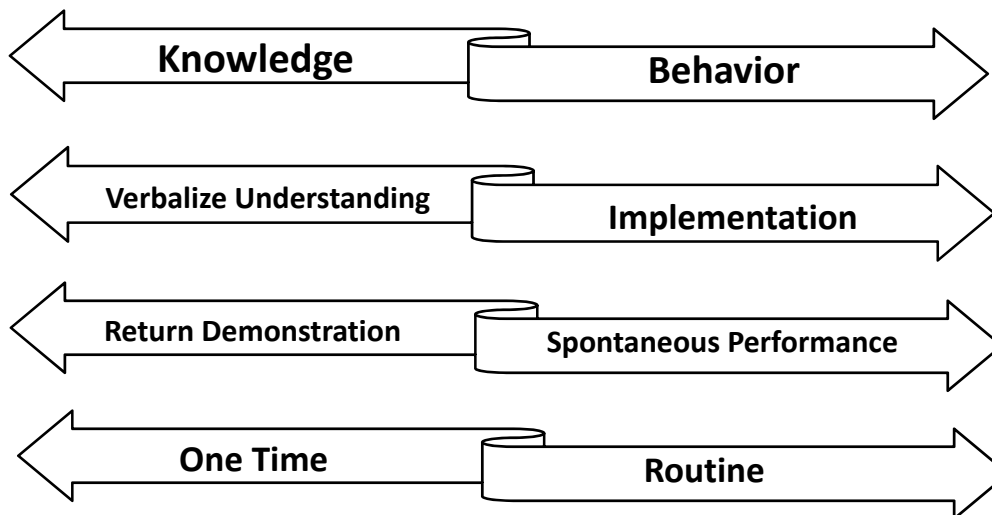 Knowledge
Behavior
Verbalize Understanding
Implementation
Return Demonstration
Spontaneous Performance
One Time
Routine